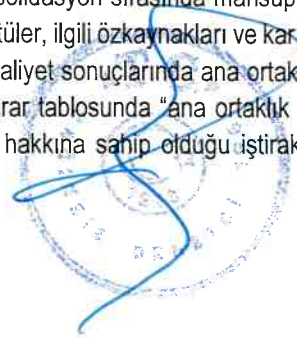 solidasyon sırasında mahsup
tüler, ilgili özkaynakları ve kar
aliyet sonuçlarında ana ortak
rar tablosunda “ana ortaklık
hakkına sahip olduğu iştirak